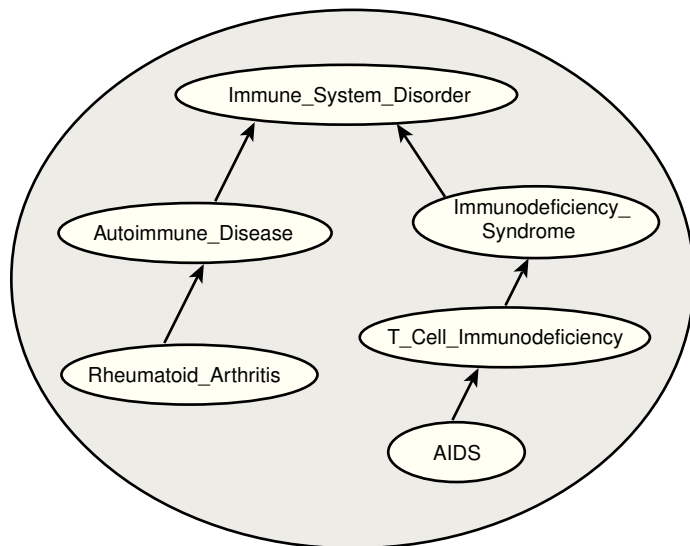 Immune_System_Disorder
Autoimmune_Disease
Immunodeficiency_
Syndrome
T_Cell_Immunodeficiency
Rheumatoid_Arthritis
AIDS